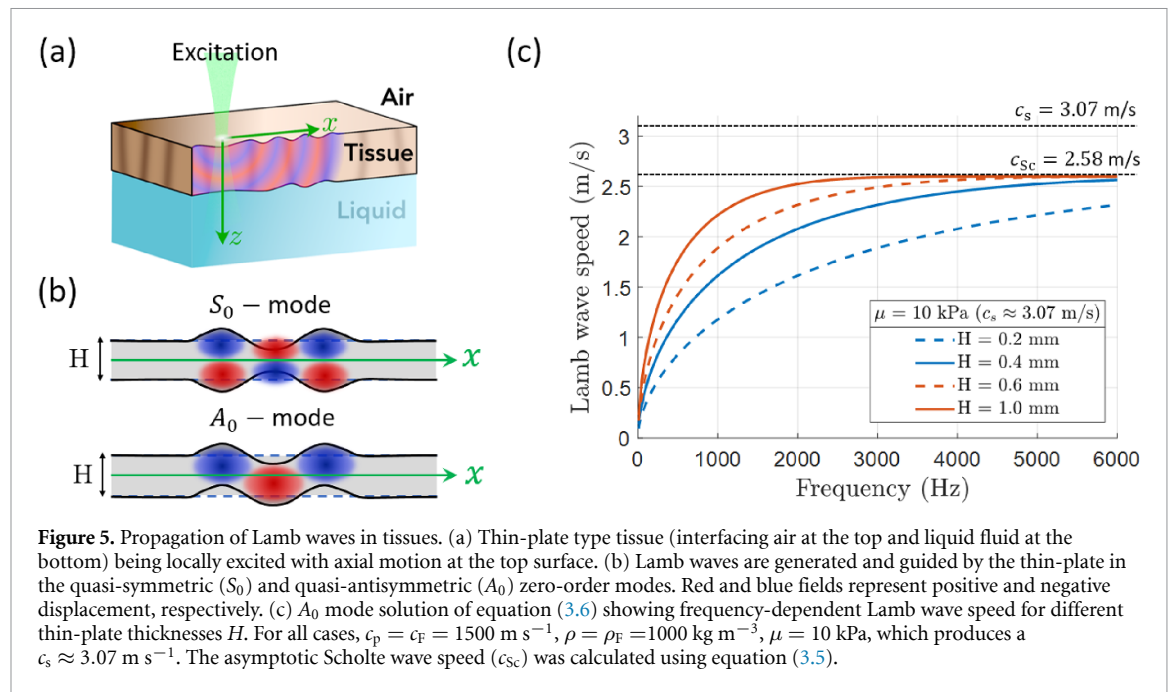 (a)
Excitation
Air
x
Tissue
Liquid
z
(b)
S₀ − mode
H
x
A₀ − mode
H
x
(c)
cₛ = 3.07 m/s
c_Sc = 2.58 m/s
Lamb wave speed (m/s)
3
2.5
2
1.5
1
0.5
0
μ = 10 kPa (cₛ ≈ 3.07 m/s)
H = 0.2 mm
H = 0.4 mm
H = 0.6 mm
H = 1.0 mm
0 1000 2000 3000 4000 5000 6000
Frequency (Hz)
Figure 5. Propagation of Lamb waves in tissues. (a) Thin-plate type tissue (interfacing air at the top and liquid fluid at the
bottom) being locally excited with axial motion at the top surface. (b) Lamb waves are generated and guided by the thin-plate in
the quasi-symmetric (S₀) and quasi-antisymmetric (A₀) zero-order modes. Red and blue fields represent positive and negative
displacement, respectively. (c) A₀ mode solution of equation (3.6) showing frequency-dependent Lamb wave speed for different
thin-plate thicknesses H. For all cases, cₚ = c_F = 1500 m s⁻¹, ρ = ρ_F =1000 kg m⁻³, μ = 10 kPa, which produces a
cₛ ≈ 3.07 m s⁻¹. The asymptotic Scholte wave speed (c_Sc) was calculated using equation (3.5).